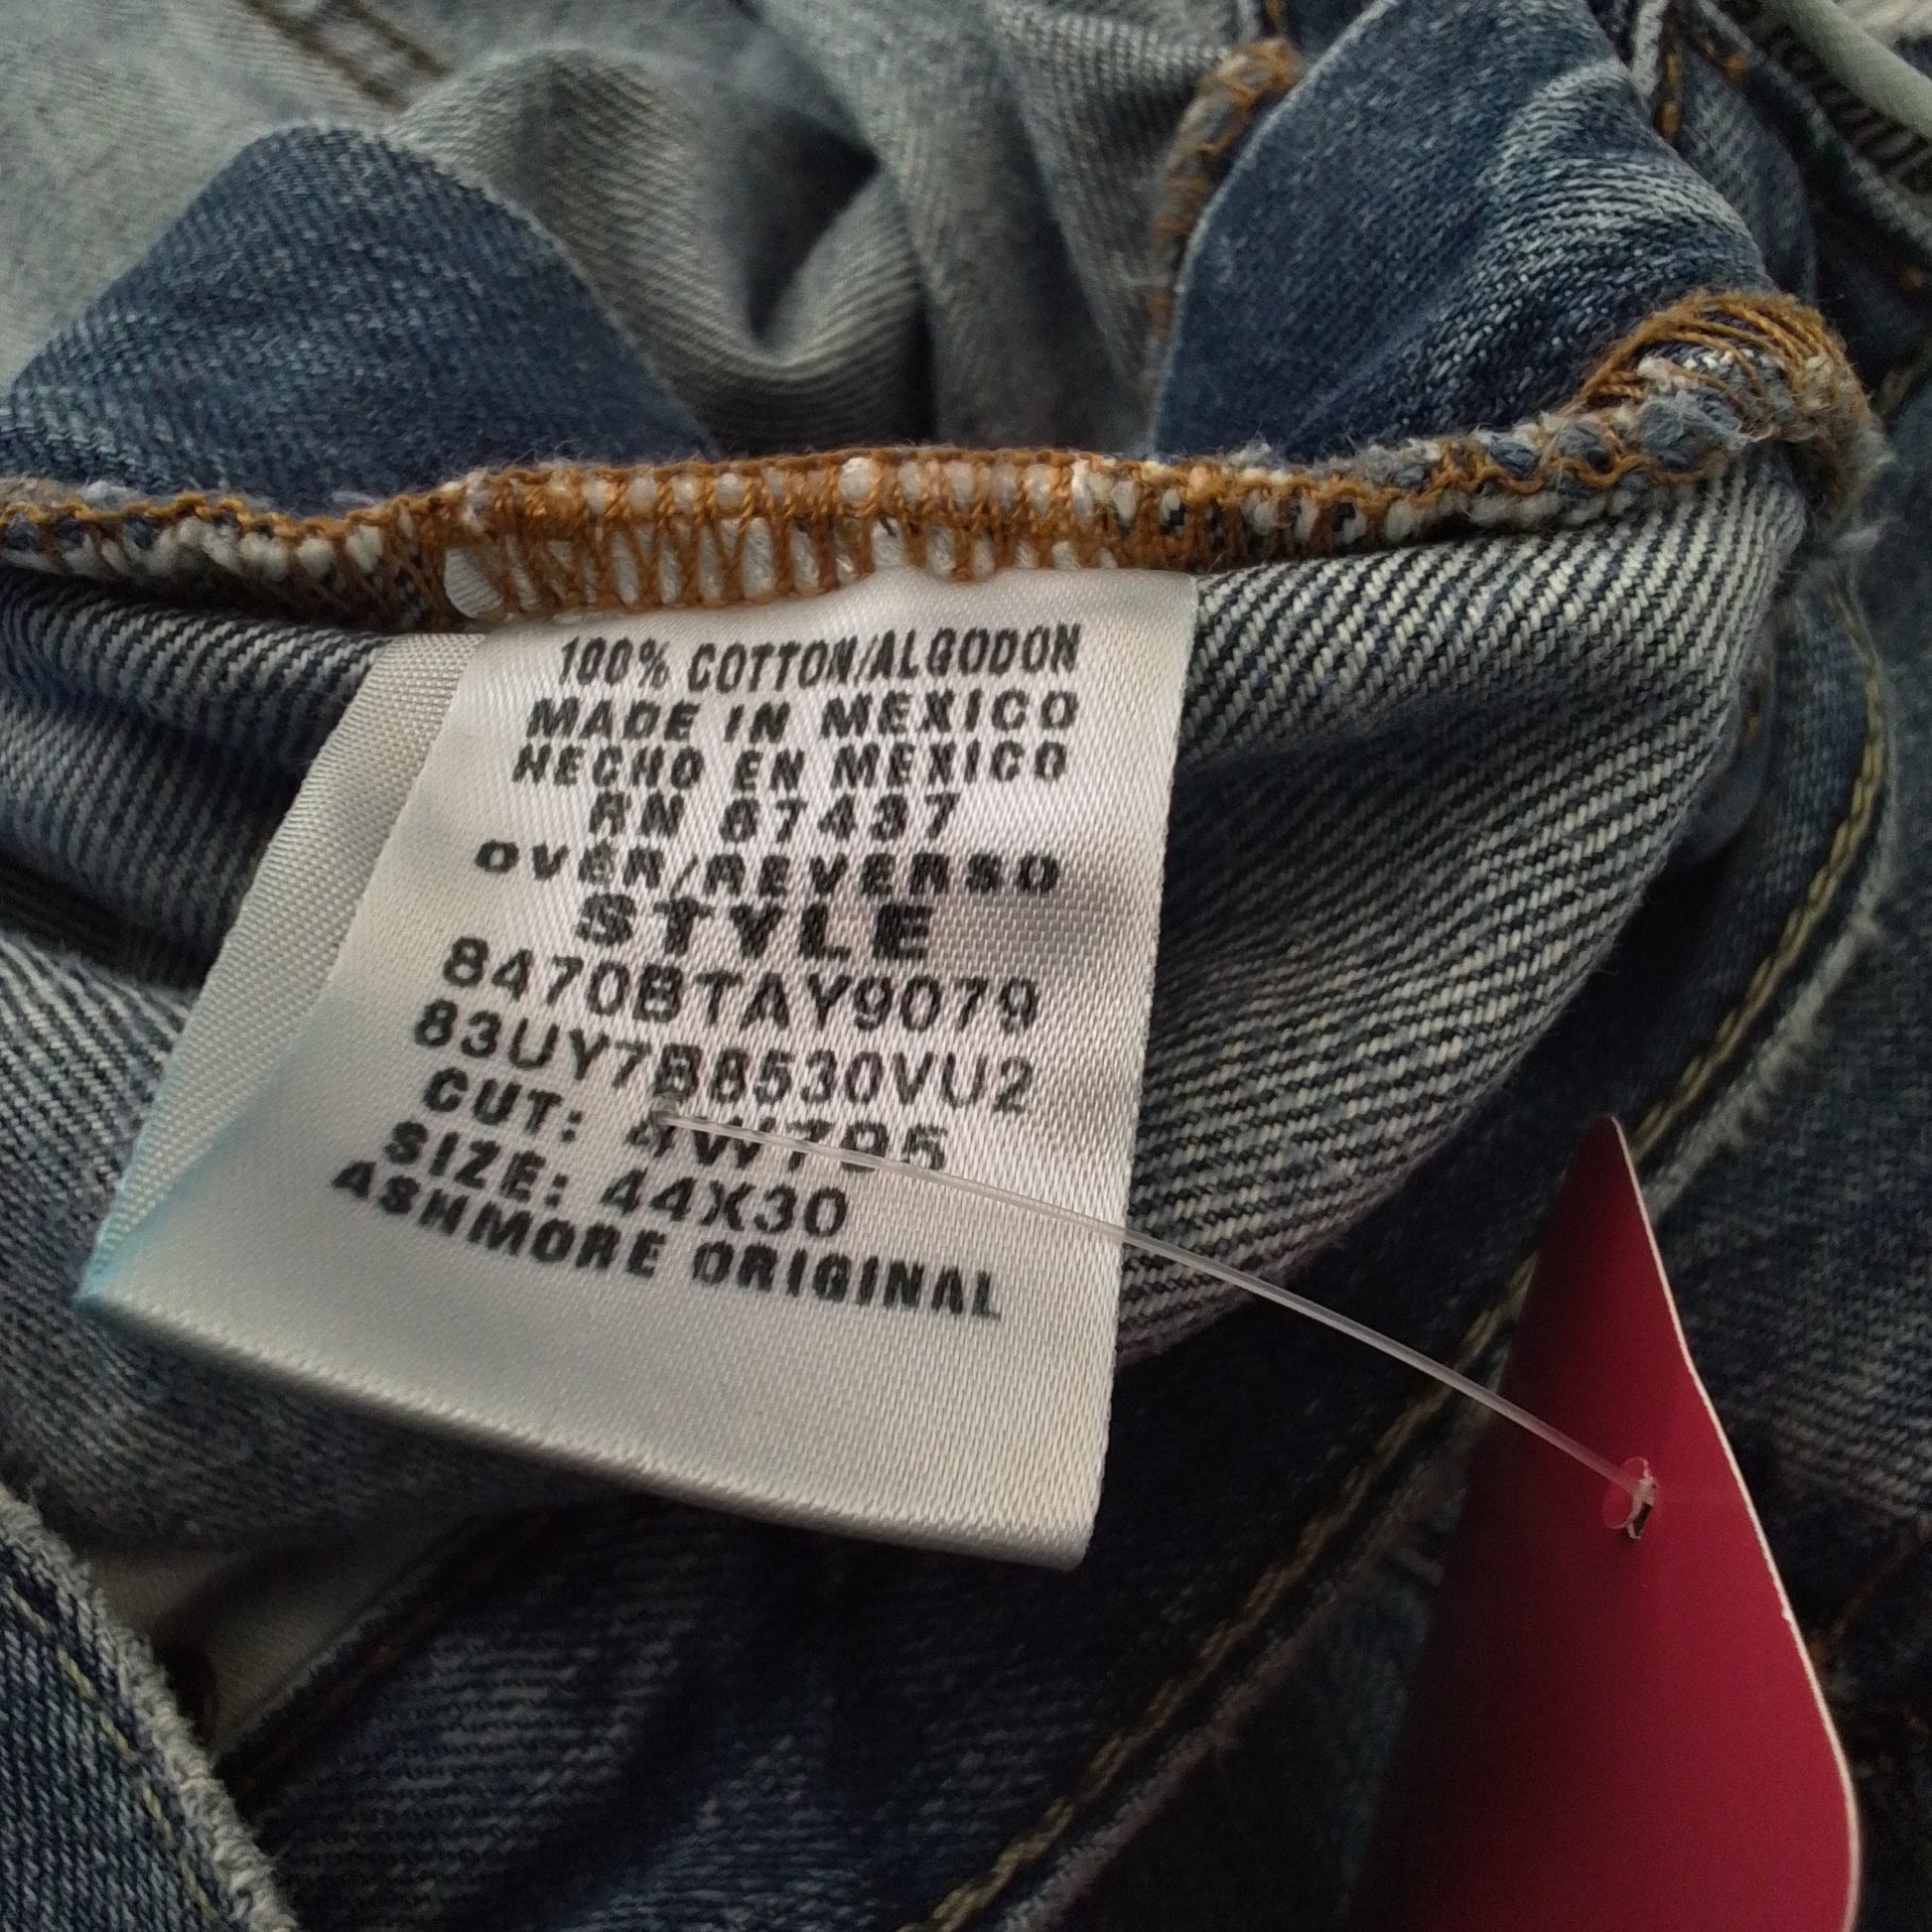 100% COTTON/ALGODON
MADE IN MEXICO
HECHO EN MEXICO
RN 87437
OVER/REVERSO
STYLE
8470BTAY9079
83UY7B8530VU2
CUT: 4W795
SIZE: 44X30
ASHMORE ORIGINAL